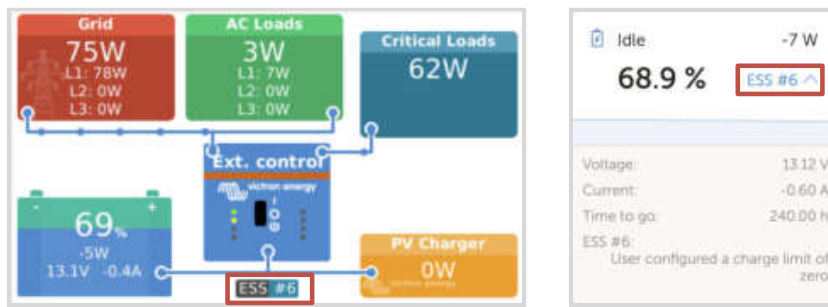 Grid
75W
L1: 78W
L2: 0W
L3: 0W
AC Loads
3W
L1: 7W
L2: 0W
L3: 0W
Critical Loads
62W
Ext. control
victron energy
I
O
- +
69%
-5W
13.1V -0.4A
ESS #6
PV Charger
0W
victron energy
Idle -7 W
68.9 % ESS #6
Voltage: 13.12 V
Current: -0.60 A
Time to go: 240.00 h
ESS #6:
User configured a charge limit of
zero